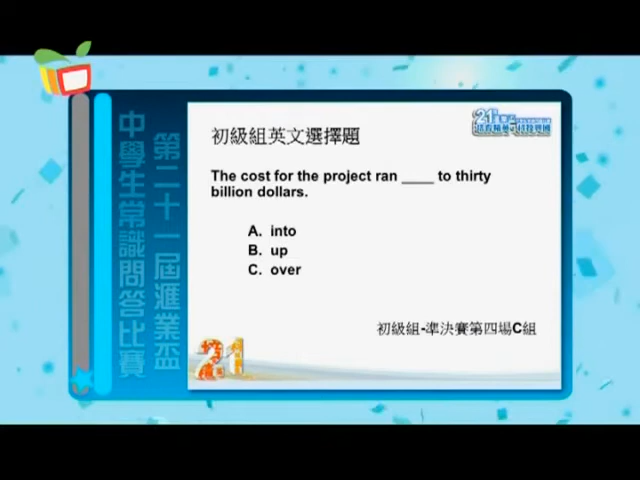 第二十一屆滙業盃
中學生常識問答比賽
初級組英文選擇題
The cost for the project ran ____ to thirty
billion dollars.
A. into
B. up
C. over
初級組-準決賽第四場C組
21